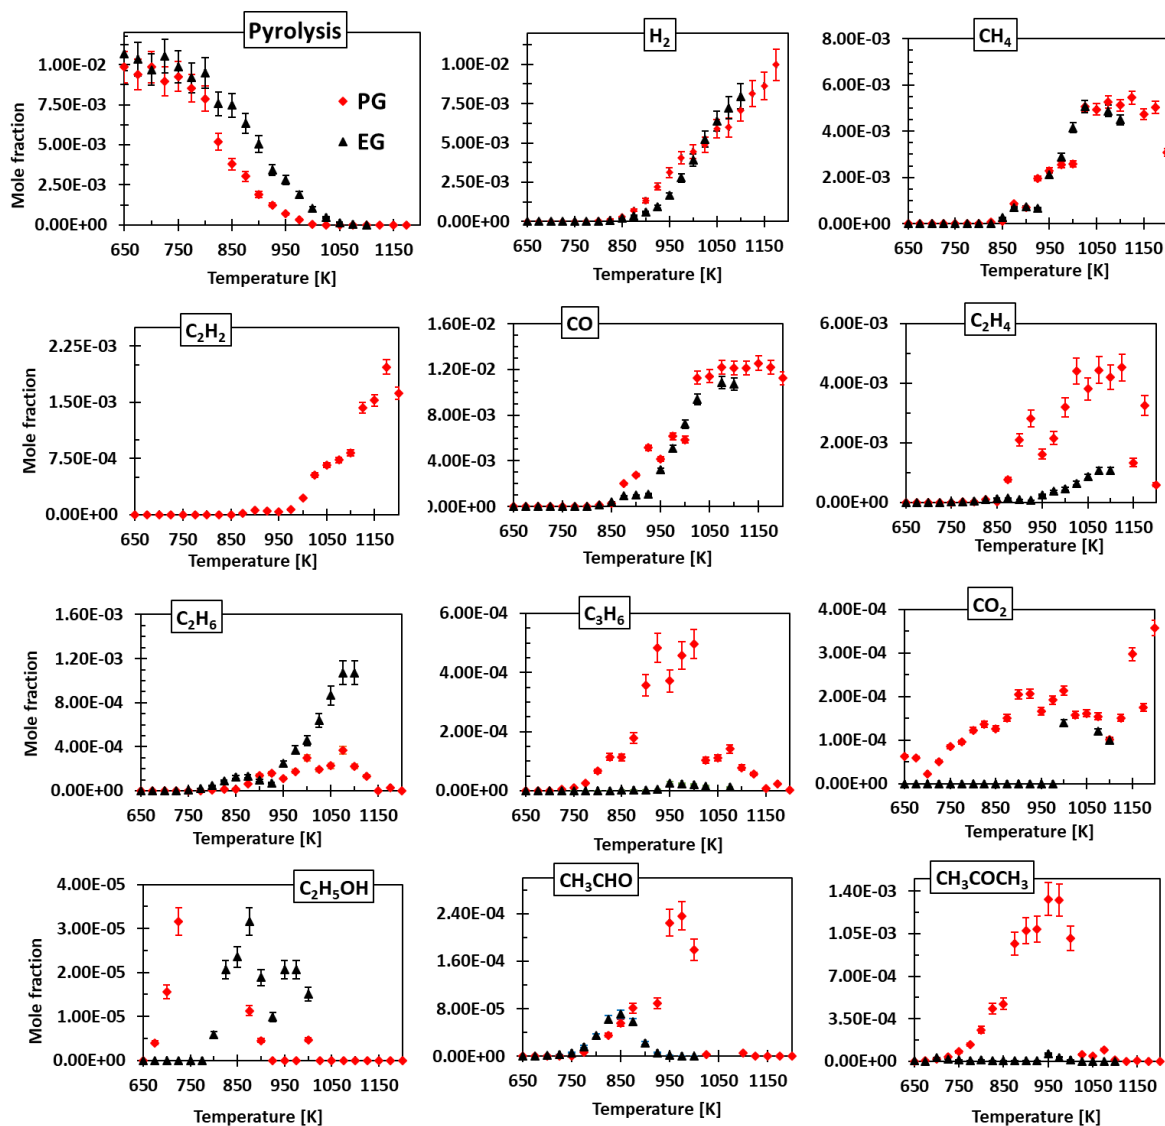 Pyrolysis
Mole fraction
1.00E-02
7.50E-03
5.00E-03
2.50E-03
0.00E+00
PG
EG
650 750 850 950 1050 1150
Temperature [K]
H2
1.00E-02
7.50E-03
5.00E-03
2.50E-03
0.00E+00
650 750 850 950 1050 1150
Temperature [K]
CH4
8.00E-03
6.00E-03
4.00E-03
2.00E-03
0.00E+00
650 750 850 950 1050 1150
Temperature [K]
C2H2
Mole fraction
2.25E-03
1.50E-03
7.50E-04
0.00E+00
650 750 850 950 1050 1150
Temperature [K]
CO
1.60E-02
1.20E-02
8.00E-03
4.00E-03
0.00E+00
650 750 850 950 1050 1150
Temperature [K]
C2H4
6.00E-03
4.00E-03
2.00E-03
0.00E+00
650 750 850 950 1050 1150
Temperature [K]
C2H6
Mole fraction
1.60E-03
1.20E-03
8.00E-04
4.00E-04
0.00E+00
650 750 850 950 1050 1150
Temperature [K]
C3H6
6.00E-04
4.00E-04
2.00E-04
0.00E+00
650 750 850 950 1050 1150
Temperature [K]
CO2
4.00E-04
3.00E-04
2.00E-04
1.00E-04
0.00E+00
650 750 850 950 1050 1150
Temperature [K]
C2H5OH
Mole fraction
4.00E-05
3.00E-05
2.00E-05
1.00E-05
0.00E+00
650 750 850 950 1050 1150
Temperature [K]
CH3CHO
2.40E-04
1.60E-04
8.00E-05
0.00E+00
650 750 850 950 1050 1150
Temperature [K]
CH3COCH3
1.40E-03
1.05E-03
7.00E-04
3.50E-04
0.00E+00
650 750 850 950 1050 1150
Temperature [K]